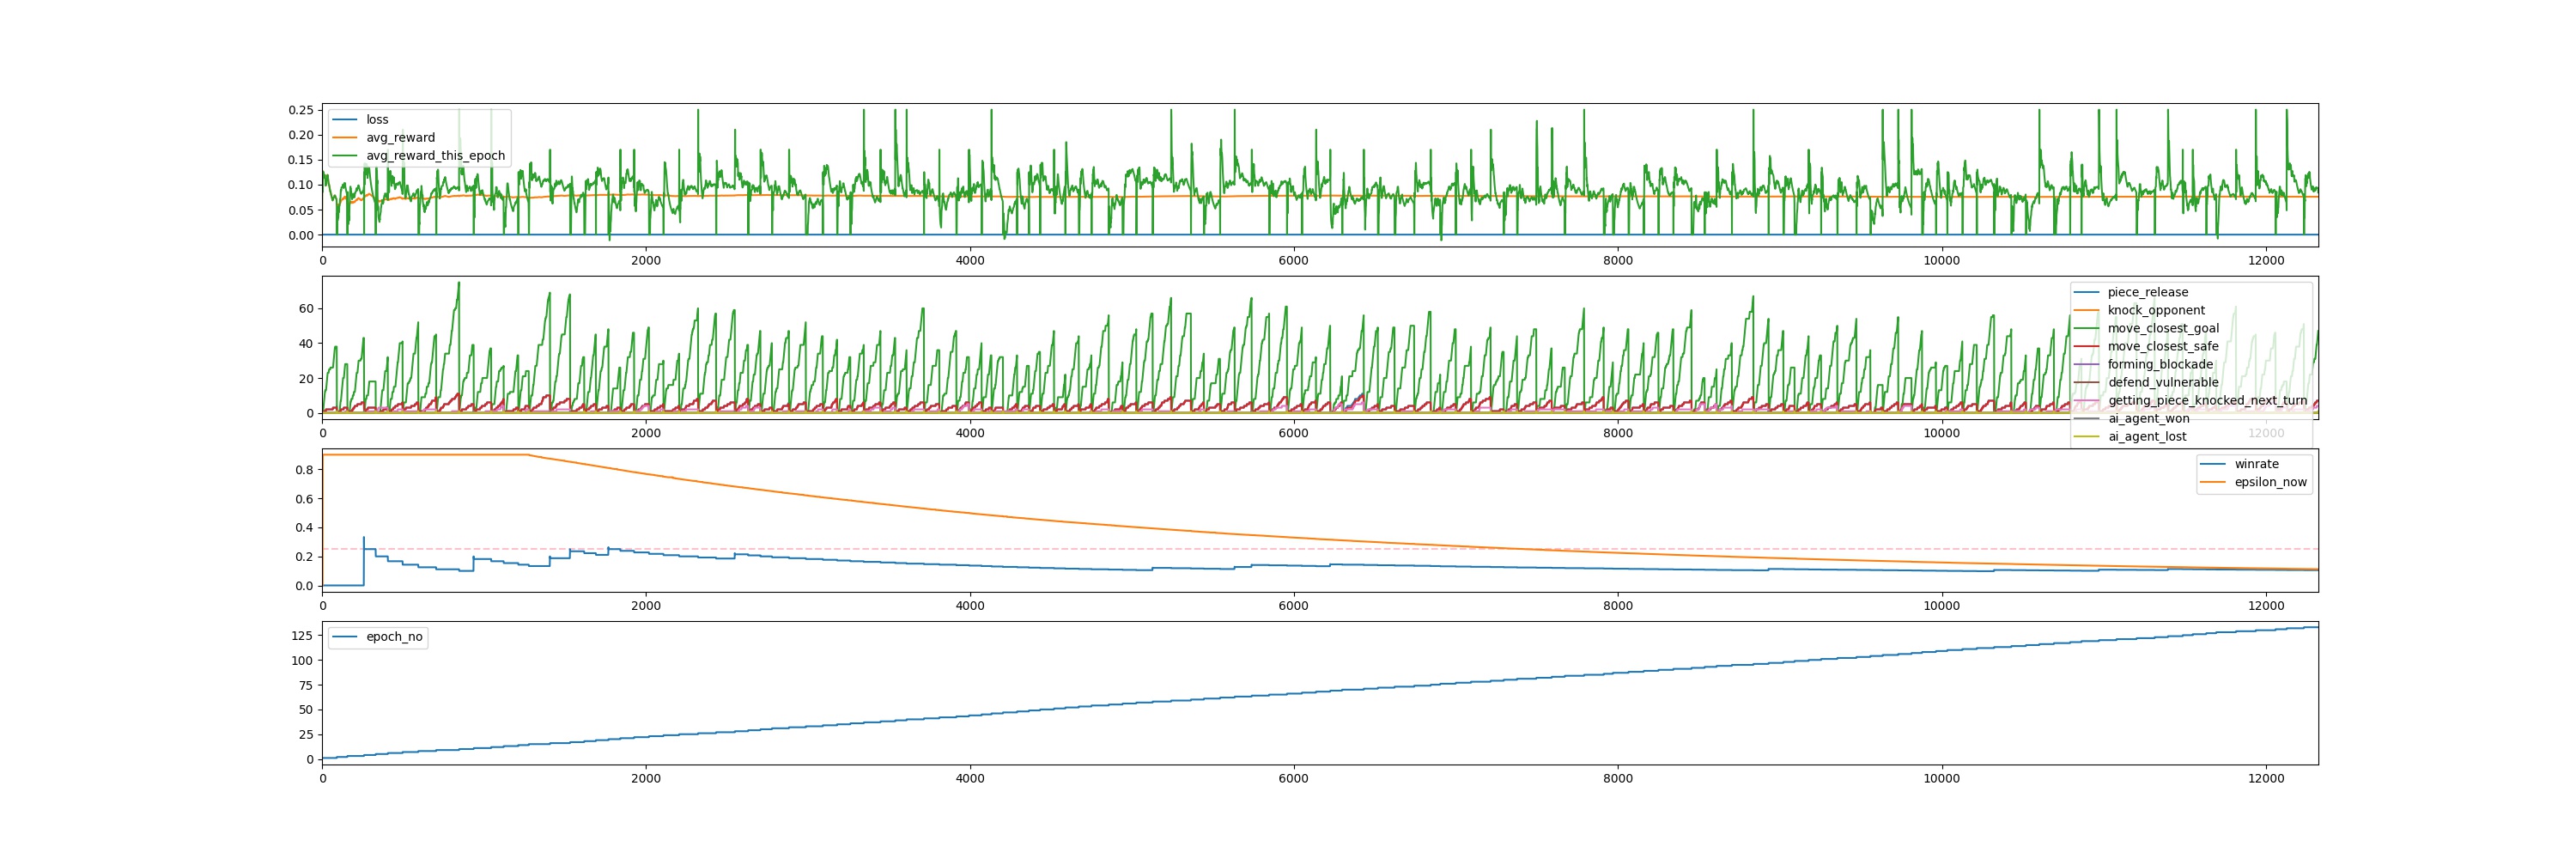 0.25
0.20
0.15
0.10
0.05
0.00
loss
avg_reward
avg_reward_this_epoch
0 2000 4000 6000 8000 10000 12000
60
40
20
0
piece_release
knock_opponent
move_closest_goal
move_closest_safe
forming_blockade
defend_vulnerable
getting_piece_knocked_next_turn
ai_agent_won
ai_agent_lost
0 2000 4000 6000 8000 10000 12000
0.8
0.6
0.4
0.2
0.0
winrate
epsilon_now
0 2000 4000 6000 8000 10000 12000
125
100
75
50
25
0
epoch_no
0 2000 4000 6000 8000 10000 12000